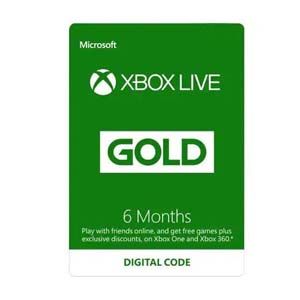 Microsoft
XBOX LIVE
GOLD
6 Months
Play with friends online, and get free games plus
exclusive discounts, on Xbox One and Xbox 360.*
DIGITAL CODE